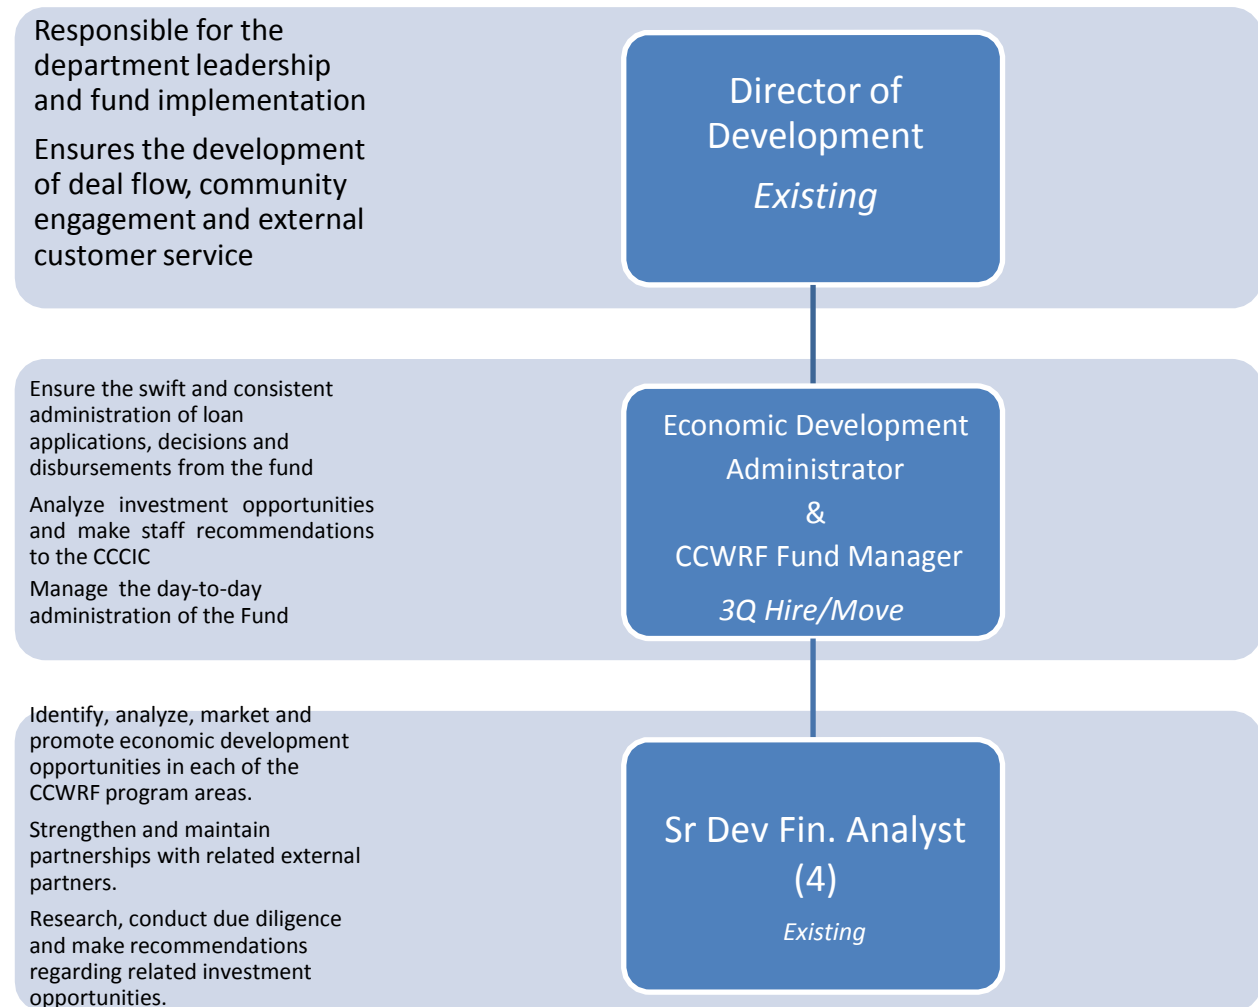 Responsible for the
department leadership
and fund implementation
Ensures the development
of deal flow, community
engagement and external
customer service
Director of
Development
Existing
Ensure the swift and consistent
administration of loan
applications, decisions and
disbursements from the fund
Analyze investment opportunities
and make staff recommendations
to the CCCIC
Manage the day-to-day
administration of the Fund
Economic Development
Administrator
&
CCWRF Fund Manager
3Q Hire/Move
Identify, analyze, market and
promote economic development
opportunities in each of the
CCWRF program areas.
Strengthen and maintain
partnerships with related external
partners.
Research, conduct due diligence
and make recommendations
regarding related investment
opportunities.
Sr Dev Fin. Analyst
(4)
Existing